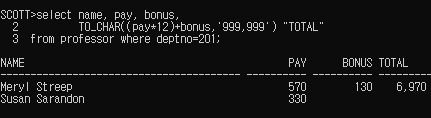 SCOTT>select name, pay, bonus,
  2         TO_CHAR((pay*12)+bonus,'999,999') "TOTAL"
  3  from professor where deptno=201;
NAME PAY BONUS TOTAL
---------------------------------------- ---------- ---------- --------
Meryl Streep 570 130 6,970
Susan Sarandon 330